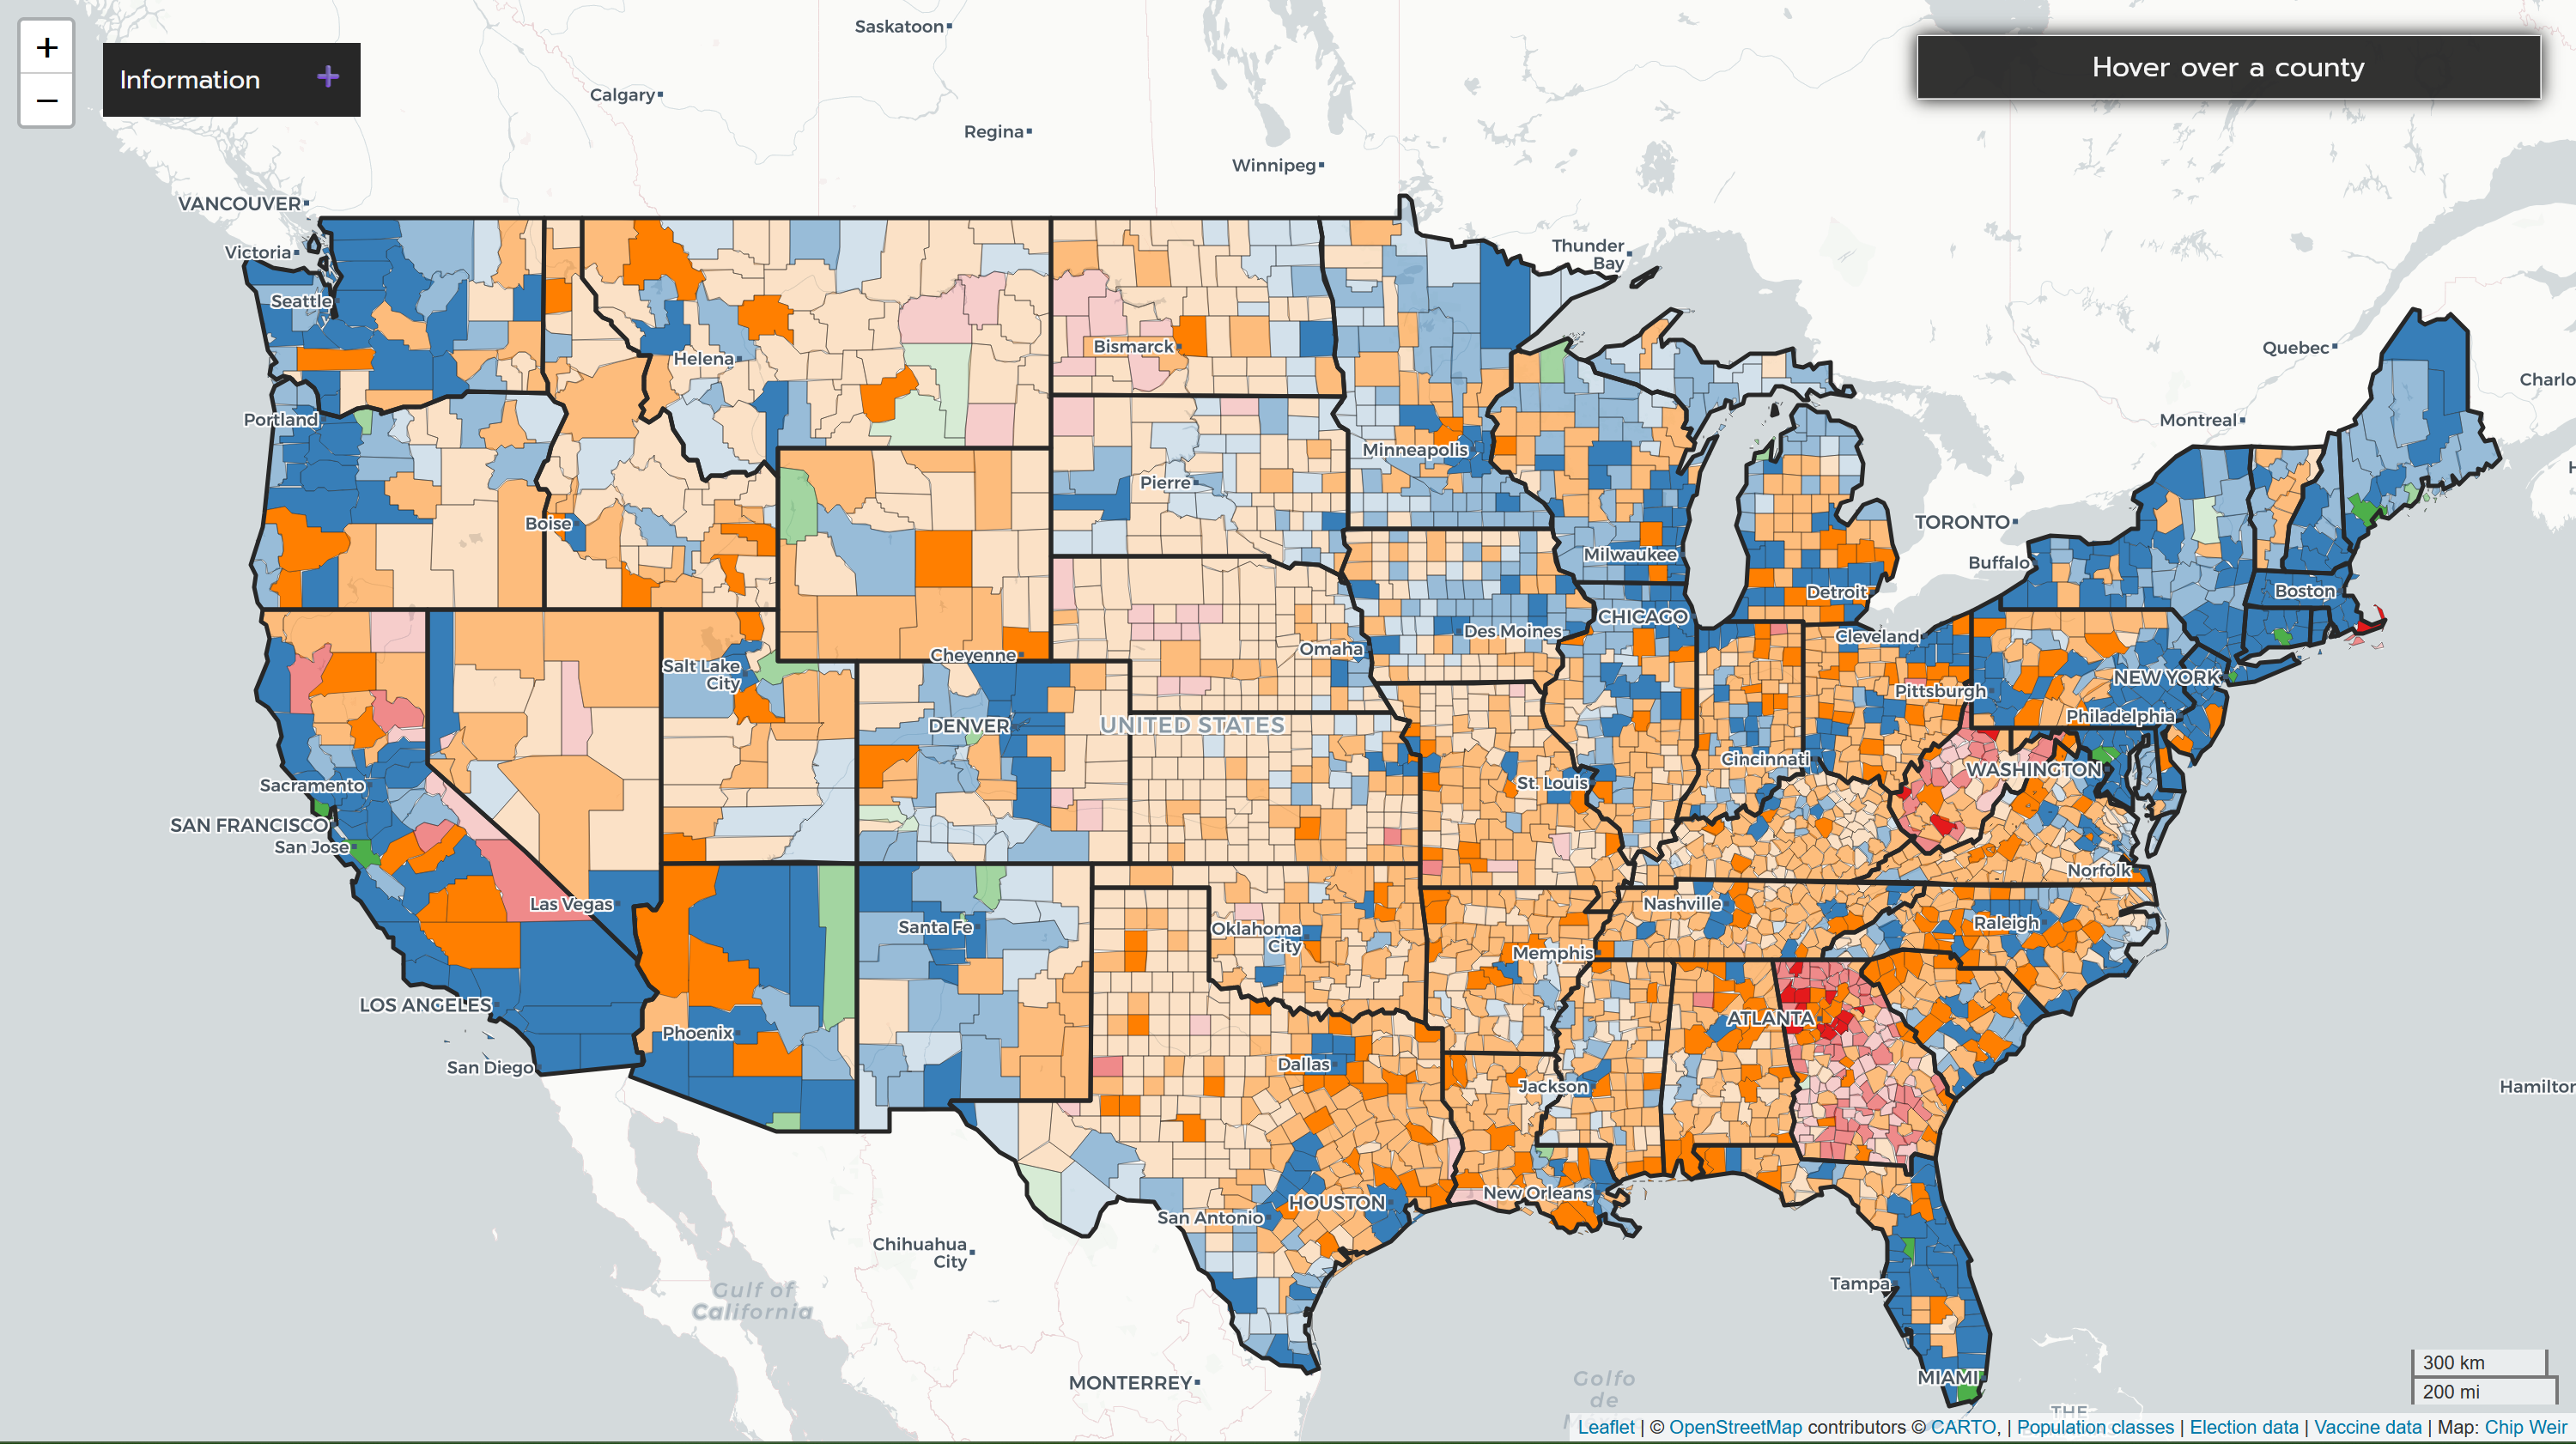 +
−
Information +
Hover over a county
Saskatoon
Calgary
Regina
Winnipeg
VANCOUVER
Victoria
Seattle
Thunder
Bay
Helena
Bismarck
Quebec
Charlo
Portland
Montreal
Minneapolis
Pierre
Boise
TORONTO
Milwaukee
Buffalo
Detroit
Boston
CHICAGO
Des Moines
Cleveland
Omaha
Cheyenne
Salt Lake
City
NEW YORK
Pittsburgh
Philadelphia
DENVER
UNITED STATES
Cincinnati
WASHINGTON
Sacramento
St. Louis
SAN FRANCISCO
San Jose
Norfolk
Las Vegas
Nashville
Raleigh
Santa Fe
Oklahoma
City
Memphis
LOS ANGELES
ATLANTA
Phoenix
San Diego
Dallas
Jackson
Hamilton
New Orleans
HOUSTON
San Antonio
Chihuahua
City
Tampa
Gulf of
California
MONTERREY
MIAMI
Golfo
de
300 km
200 mi
THE
Leaflet | © OpenStreetMap contributors © CARTO, | Population classes | Election data | Vaccine data | Map: Chip Weir